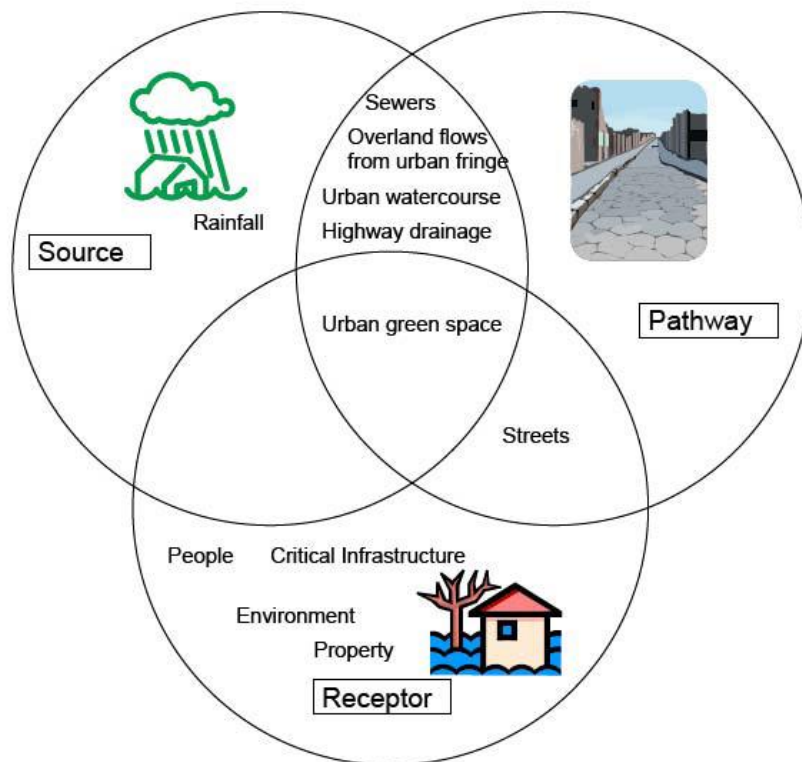 Sewers
Overland flows
from urban fringe
Urban watercourse
Rainfall
Highway drainage
Source
Urban green space
Pathway
Streets
People
Critical Infrastructure
Environment
Property
Receptor